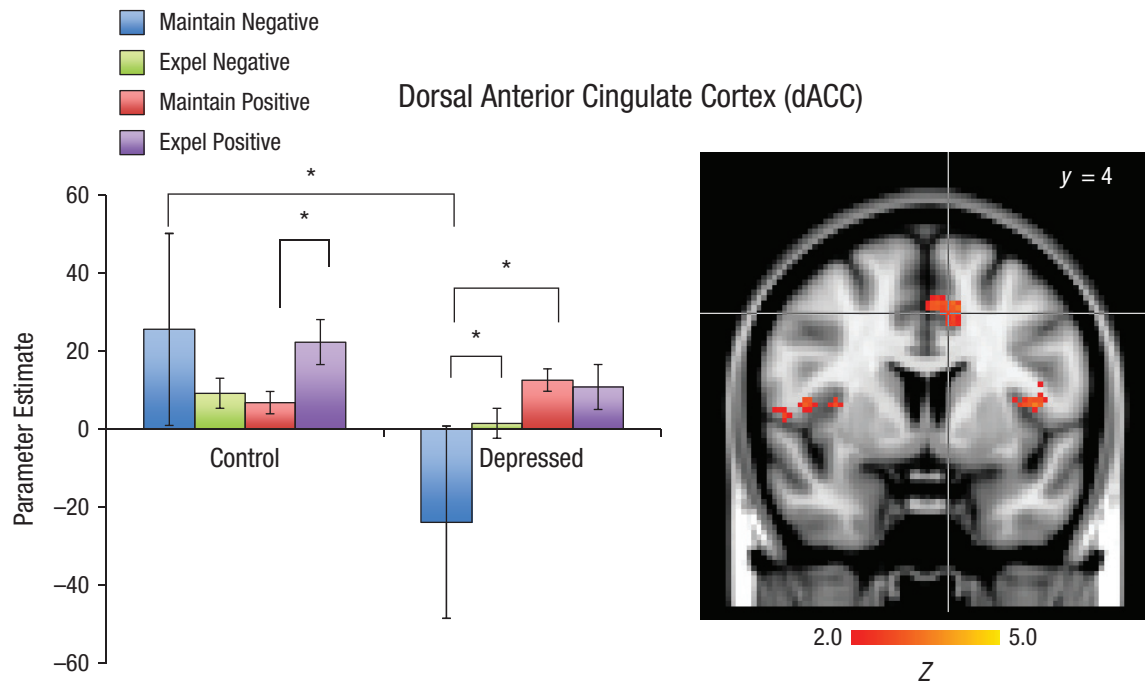 Maintain Negative
Expel Negative
Maintain Positive
Expel Positive
Dorsal Anterior Cingulate Cortex (dACC)
Parameter Estimate
60
40
20
0
–20
–40
–60
*
*
*
*
Control
Depressed
y = 4
2.0
5.0
Z